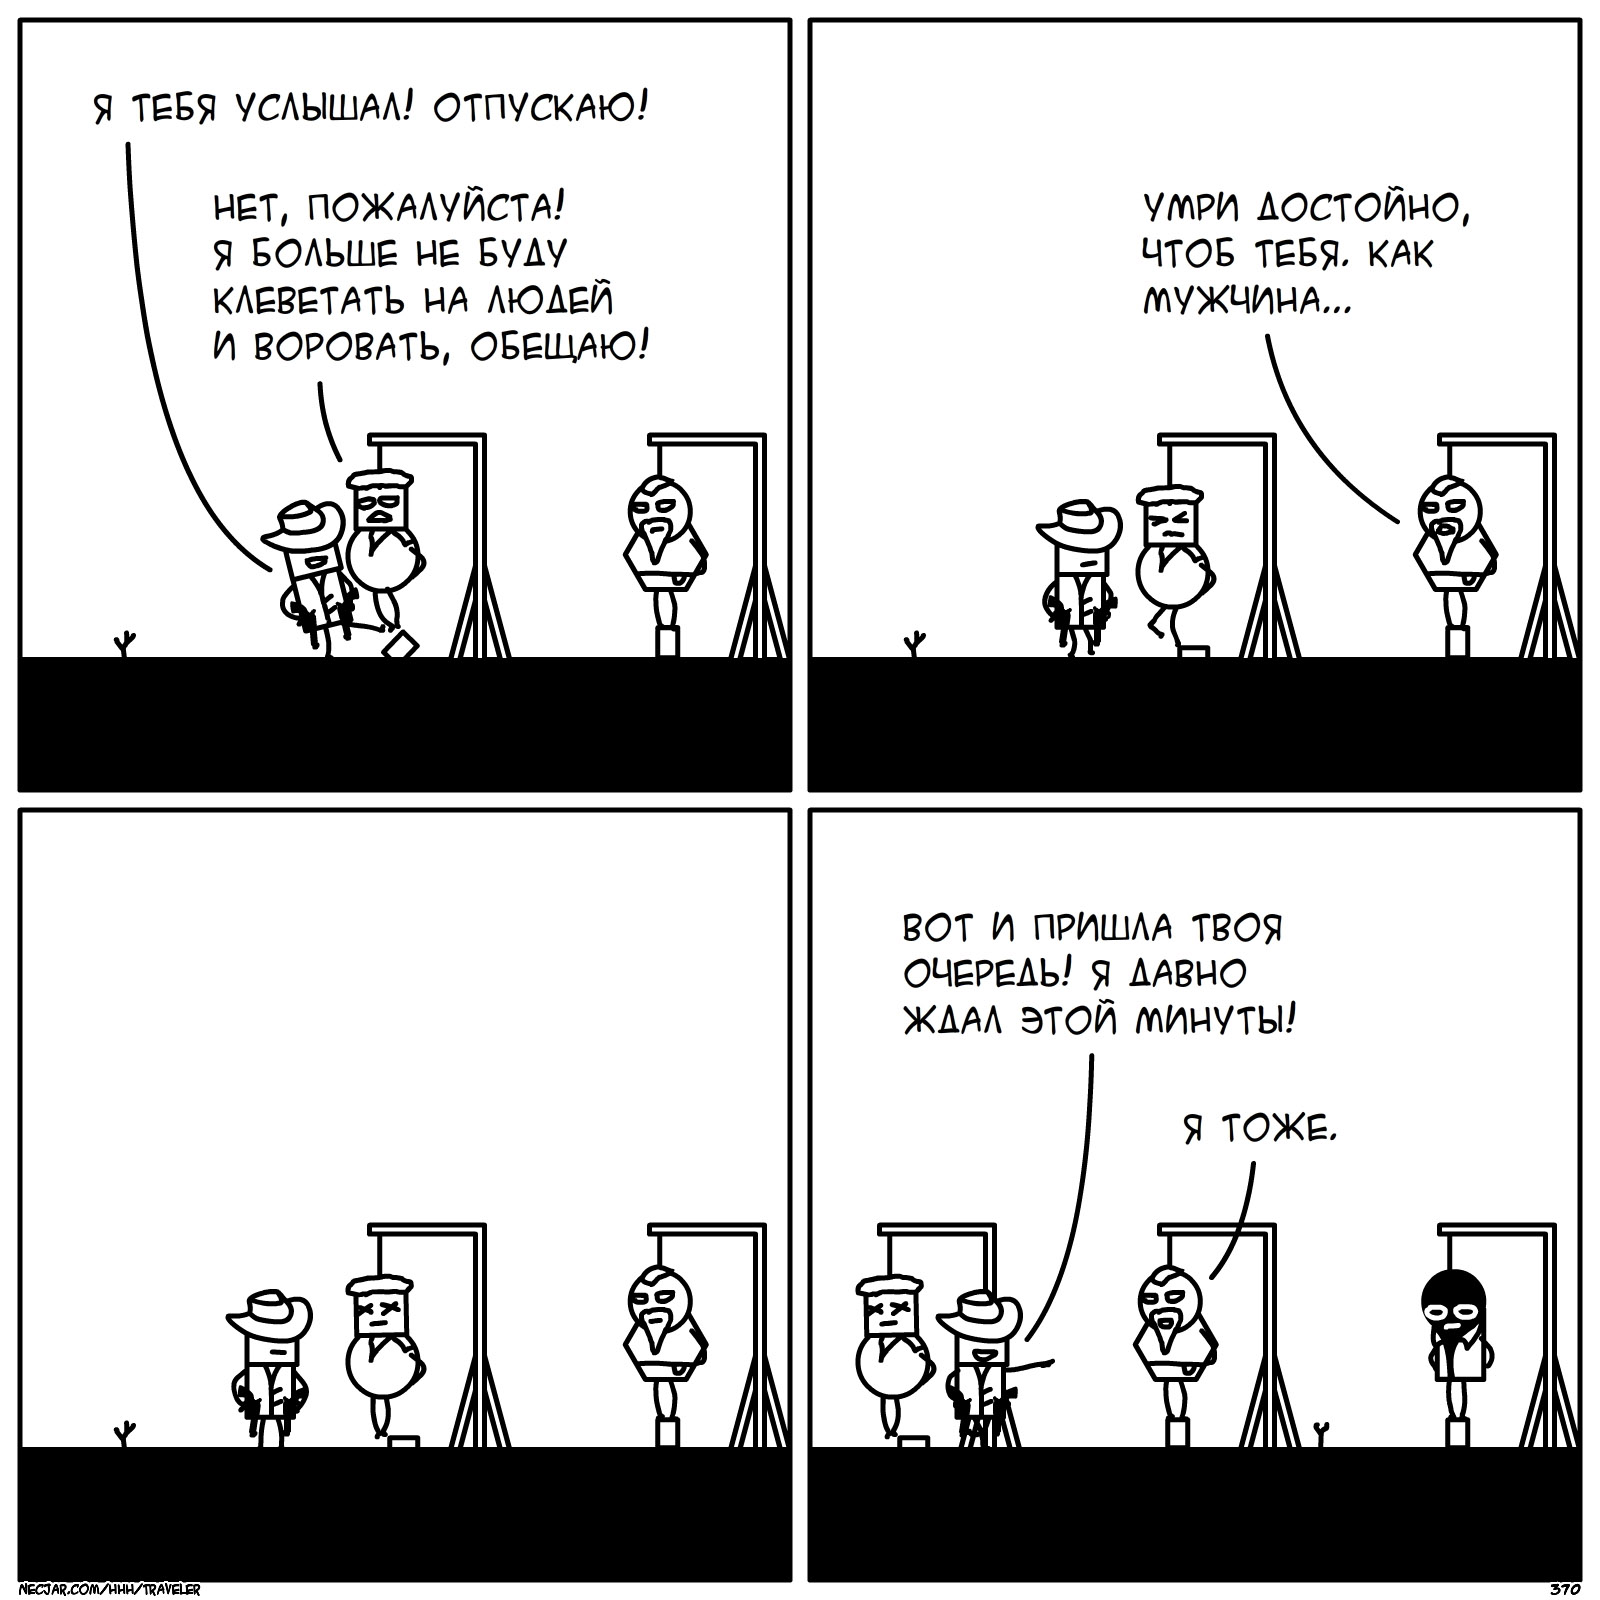 Я ТЕБЯ УСЛЫШАЛ! ОТПУСКАЮ!
НЕТ, ПОЖАЛУЙСТА!
Я БОЛЬШЕ НЕ БУДУ
КЛЕВЕТАТЬ НА ЛЮДЕЙ
И ВОРОВАТЬ, ОБЕЩАЮ!
УМРИ ДОСТОЙНО,
ЧТОБ ТЕБЯ. КАК
МУЖЧИНА...
ВОТ И ПРИШЛА ТВОЯ
ОЧЕРЕДЬ! Я ДАВНО
ЖДАЛ ЭТОЙ МИНУТЫ!
Я ТОЖЕ.
NECJAR.COM/HHH/TRAVELER
370